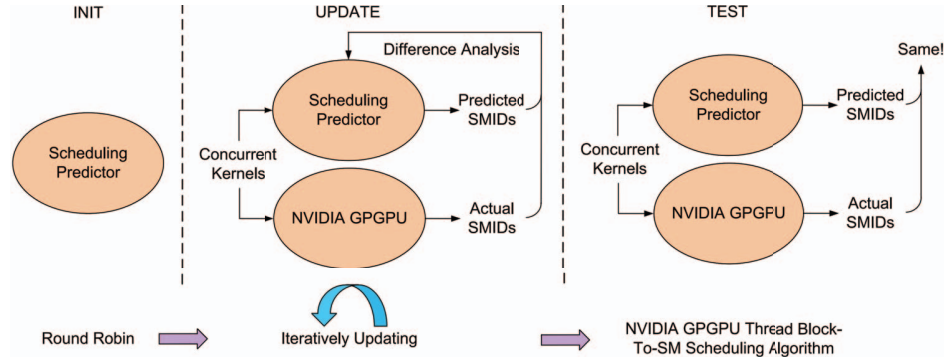 INIT
UPDATE
TEST
Scheduling
Predictor
Difference Analysis
Scheduling
Predictor
Predicted
SMIDs
Concurrent
Kernels
NVIDIA GPGPU
Actual
SMIDs
Same!
Scheduling
Predictor
Predicted
SMIDs
Concurrent
Kernels
NVIDIA GPGPU
Actual
SMIDs
Round Robin
Iteratively Updating
NVIDIA GPGPU Thread Block-
To-SM Scheduling Algorithm